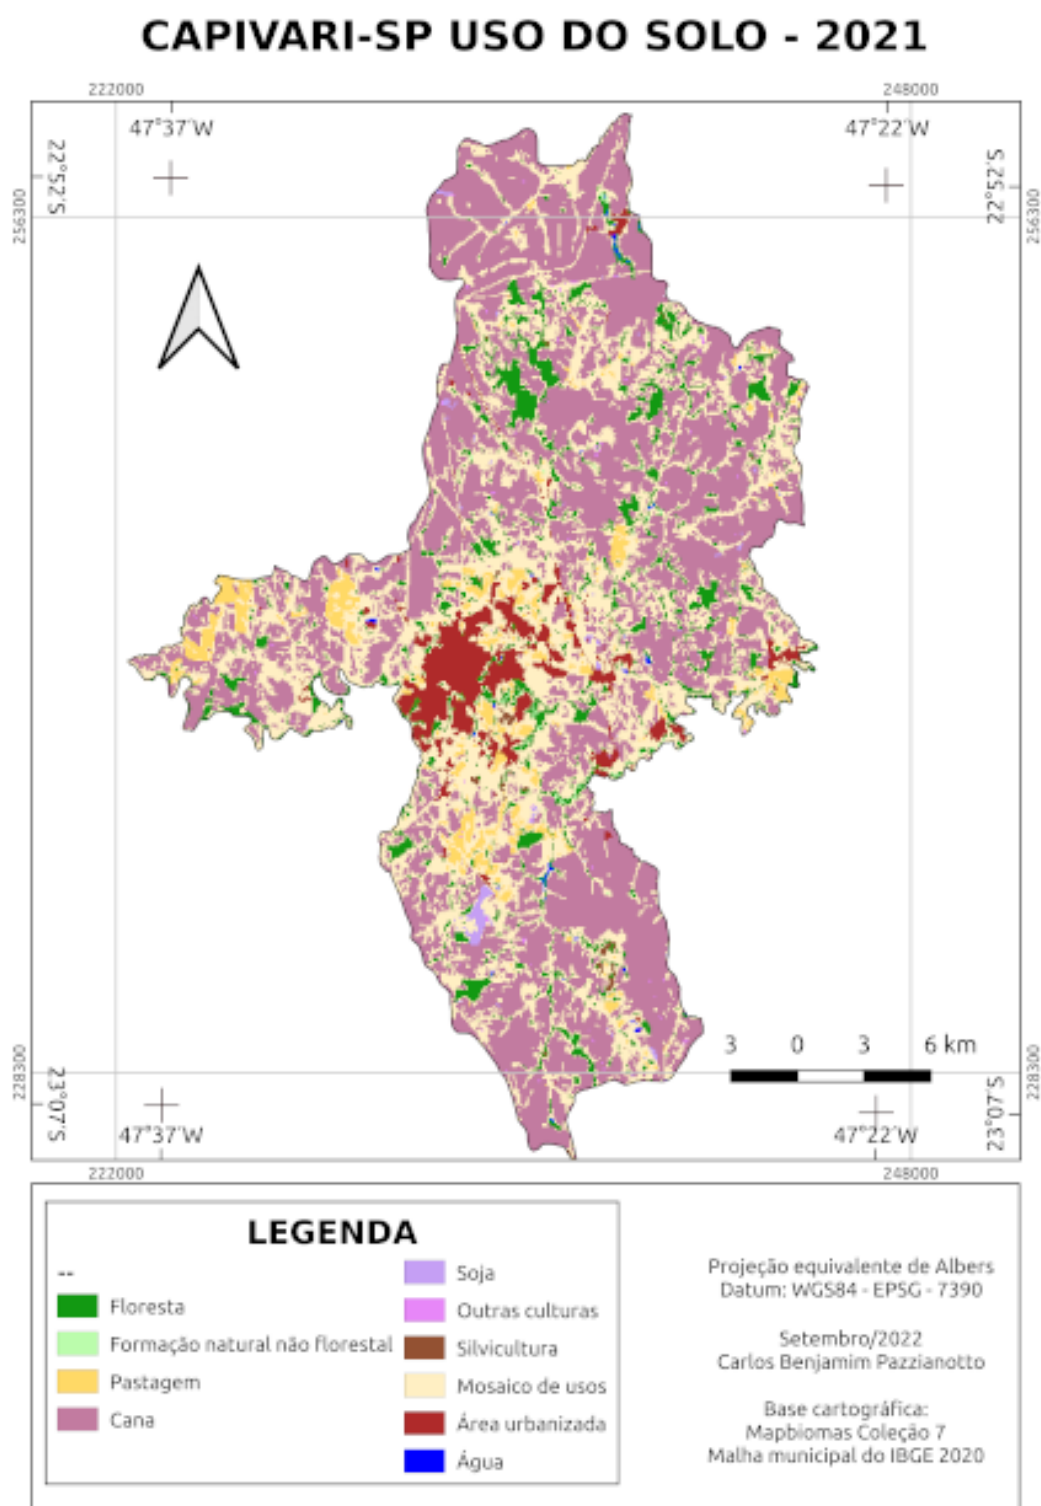 CAPIVARI-SP USO DO SOLO - 2021
222000
248000
47°37´W
47°22´W
22°52´S
22°52´S
256300
256300
3 0 3 6 km
228300
228300
23°07´S
23°07´S
47°37´W
47°22´W
222000
248000
LEGENDA
--
Floresta
Formação natural não florestal
Pastagem
Cana
Soja
Outras culturas
Silvicultura
Mosaico de usos
Área urbanizada
Água
Projeção equivalente de Albers
Datum: WGS84 - EPSG - 7390
Setembro/2022
Carlos Benjamim Pazzianotto
Base cartográfica:
Mapbiomas Coleção 7
Malha municipal do IBGE 2020